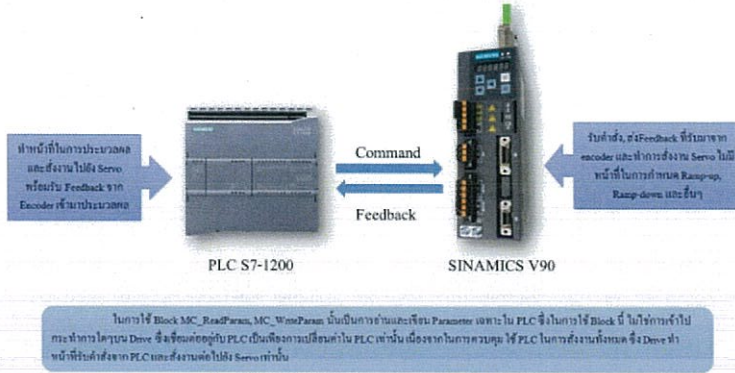 SIEMENS
SIEMENS
ทำหน้าที่ในการประมวลผล
และสั่งงาน ไปยัง Servo
พร้อมรับ Feedback จาก
Encoder เข้ามาประมวลผล
Command
Feedback
รับคำสั่ง, ส่งFeedback ที่รับมาจาก
encoder และทำการสั่งงาน Servo ไม่มี
หน้าที่ในการกำหนด Ramp-up,
Ramp-down และอื่นๆ
PLC S7-1200
SINAMICS V90
ในการใช้ Block MC_ReadParam, MC_WriteParam นั้นเป็นการอ่านและเขียน Parameter เฉพาะใน PLC ซึ่งในการใช้ Block นี้ ไม่ใช่การเข้าไป
กระทำการใดๆบน Drive ซึ่งเชื่อมต่ออยู่กับ PLC เป็นเพียงการเปลี่ยนค่าใน PLC เท่านั้น เนื่องจากในการควบคุม ใช้ PLC ในการสั่งงานทั้งหมด ซึ่ง Drive ทำ
หน้าที่รับคำสั่งจาก PLC และสั่งงานต่อไปยัง Servo เท่านั้น